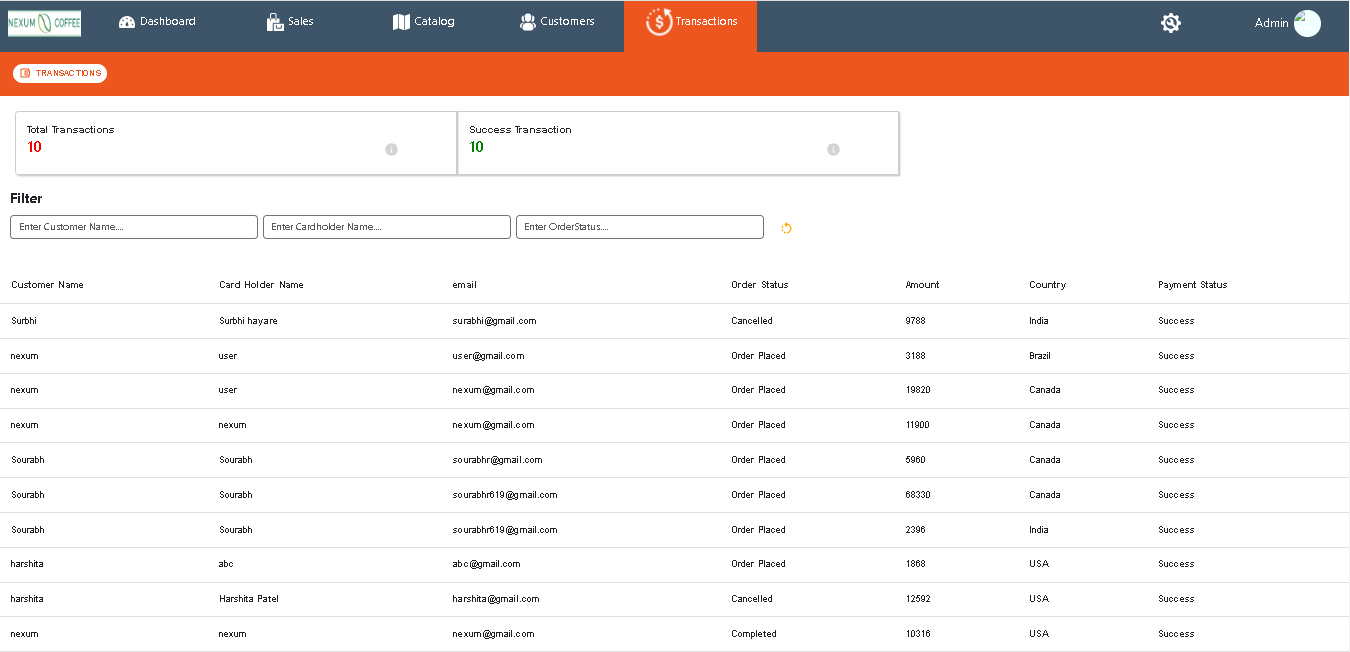 NEXUM COFFEE Dashboard Sales Catalog Customers Transactions Admin
TRANSACTIONS
Total Transactions Success Transaction
10 10
Filter
Enter Customer Name.... Enter Cardholder Name.... Enter OrderStatus....
Customer Name Card Holder Name email Order Status Amount Country Payment Status
Surbhi Surbhi hayare surabhi@gmail.com Cancelled 9788 India Success
nexum user user@gmail.com Order Placed 3188 Brazil Success
nexum user nexum@gmail.com Order Placed 19820 Canada Success
nexum nexum nexum@gmail.com Order Placed 11900 Canada Success
Sourabh Sourabh sourabhr@gmail.com Order Placed 5960 Canada Success
Sourabh Sourabh sourabhr619@gmail.com Order Placed 68330 Canada Success
Sourabh Sourabh sourabhr619@gmail.com Order Placed 2396 India Success
harshita abc abc@gmail.com Order Placed 1868 USA Success
harshita Harshita Patel harshita@gmail.com Cancelled 12592 USA Success
nexum nexum nexum@gmail.com Completed 10316 USA Success